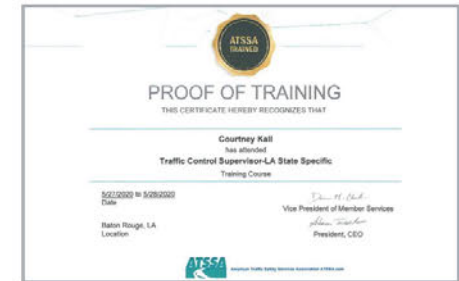 ATSSA
TRAINED
PROOF OF TRAINING
THIS CERTIFICATE HEREBY RECOGNIZES THAT
Courtney Kall
has attended
Traffic Control Supervisor-LA State Specific
Training Course
5/27/2020 to 5/28/2020
Date
Vice President of Member Services
Baton Rouge, LA
Location
President, CEO
ATSSA
American Traffic Safety Services Association ATSSA.com